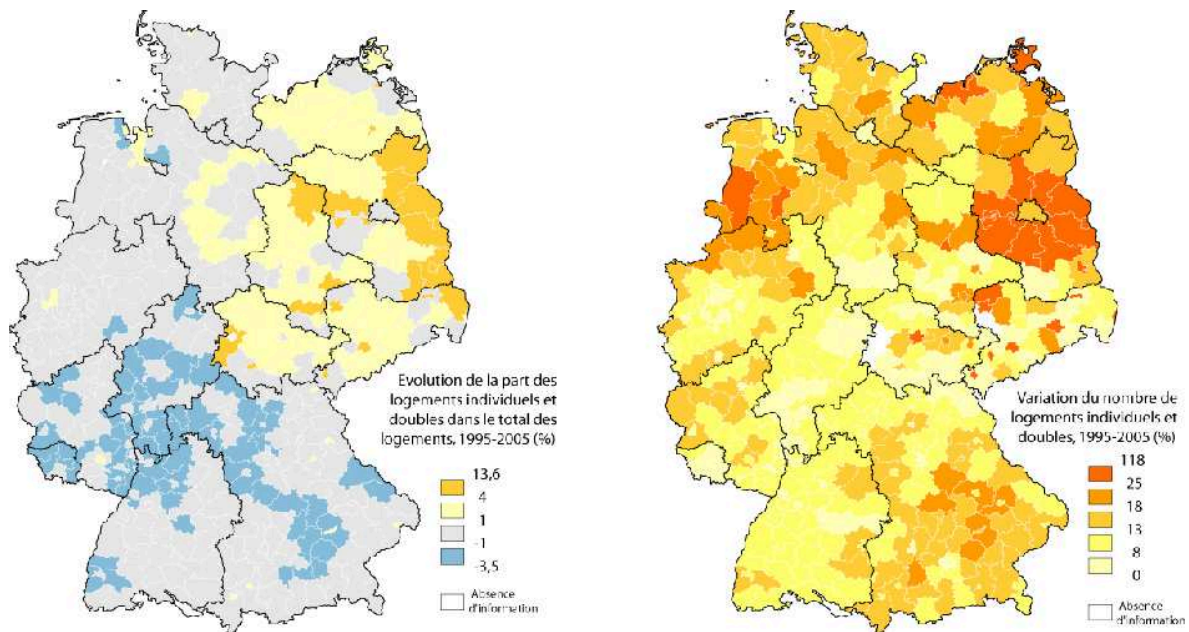 Evolution de la part des
logements individuels et
doubles dans le total des
logements, 1995-2005 (%)
13,6
4
1
-1
-3,5
Absence
d'information
Variation du nombre de
logements individuels et
doubles, 1995-2005 (%)
118
25
18
13
8
0
Absence
d'information